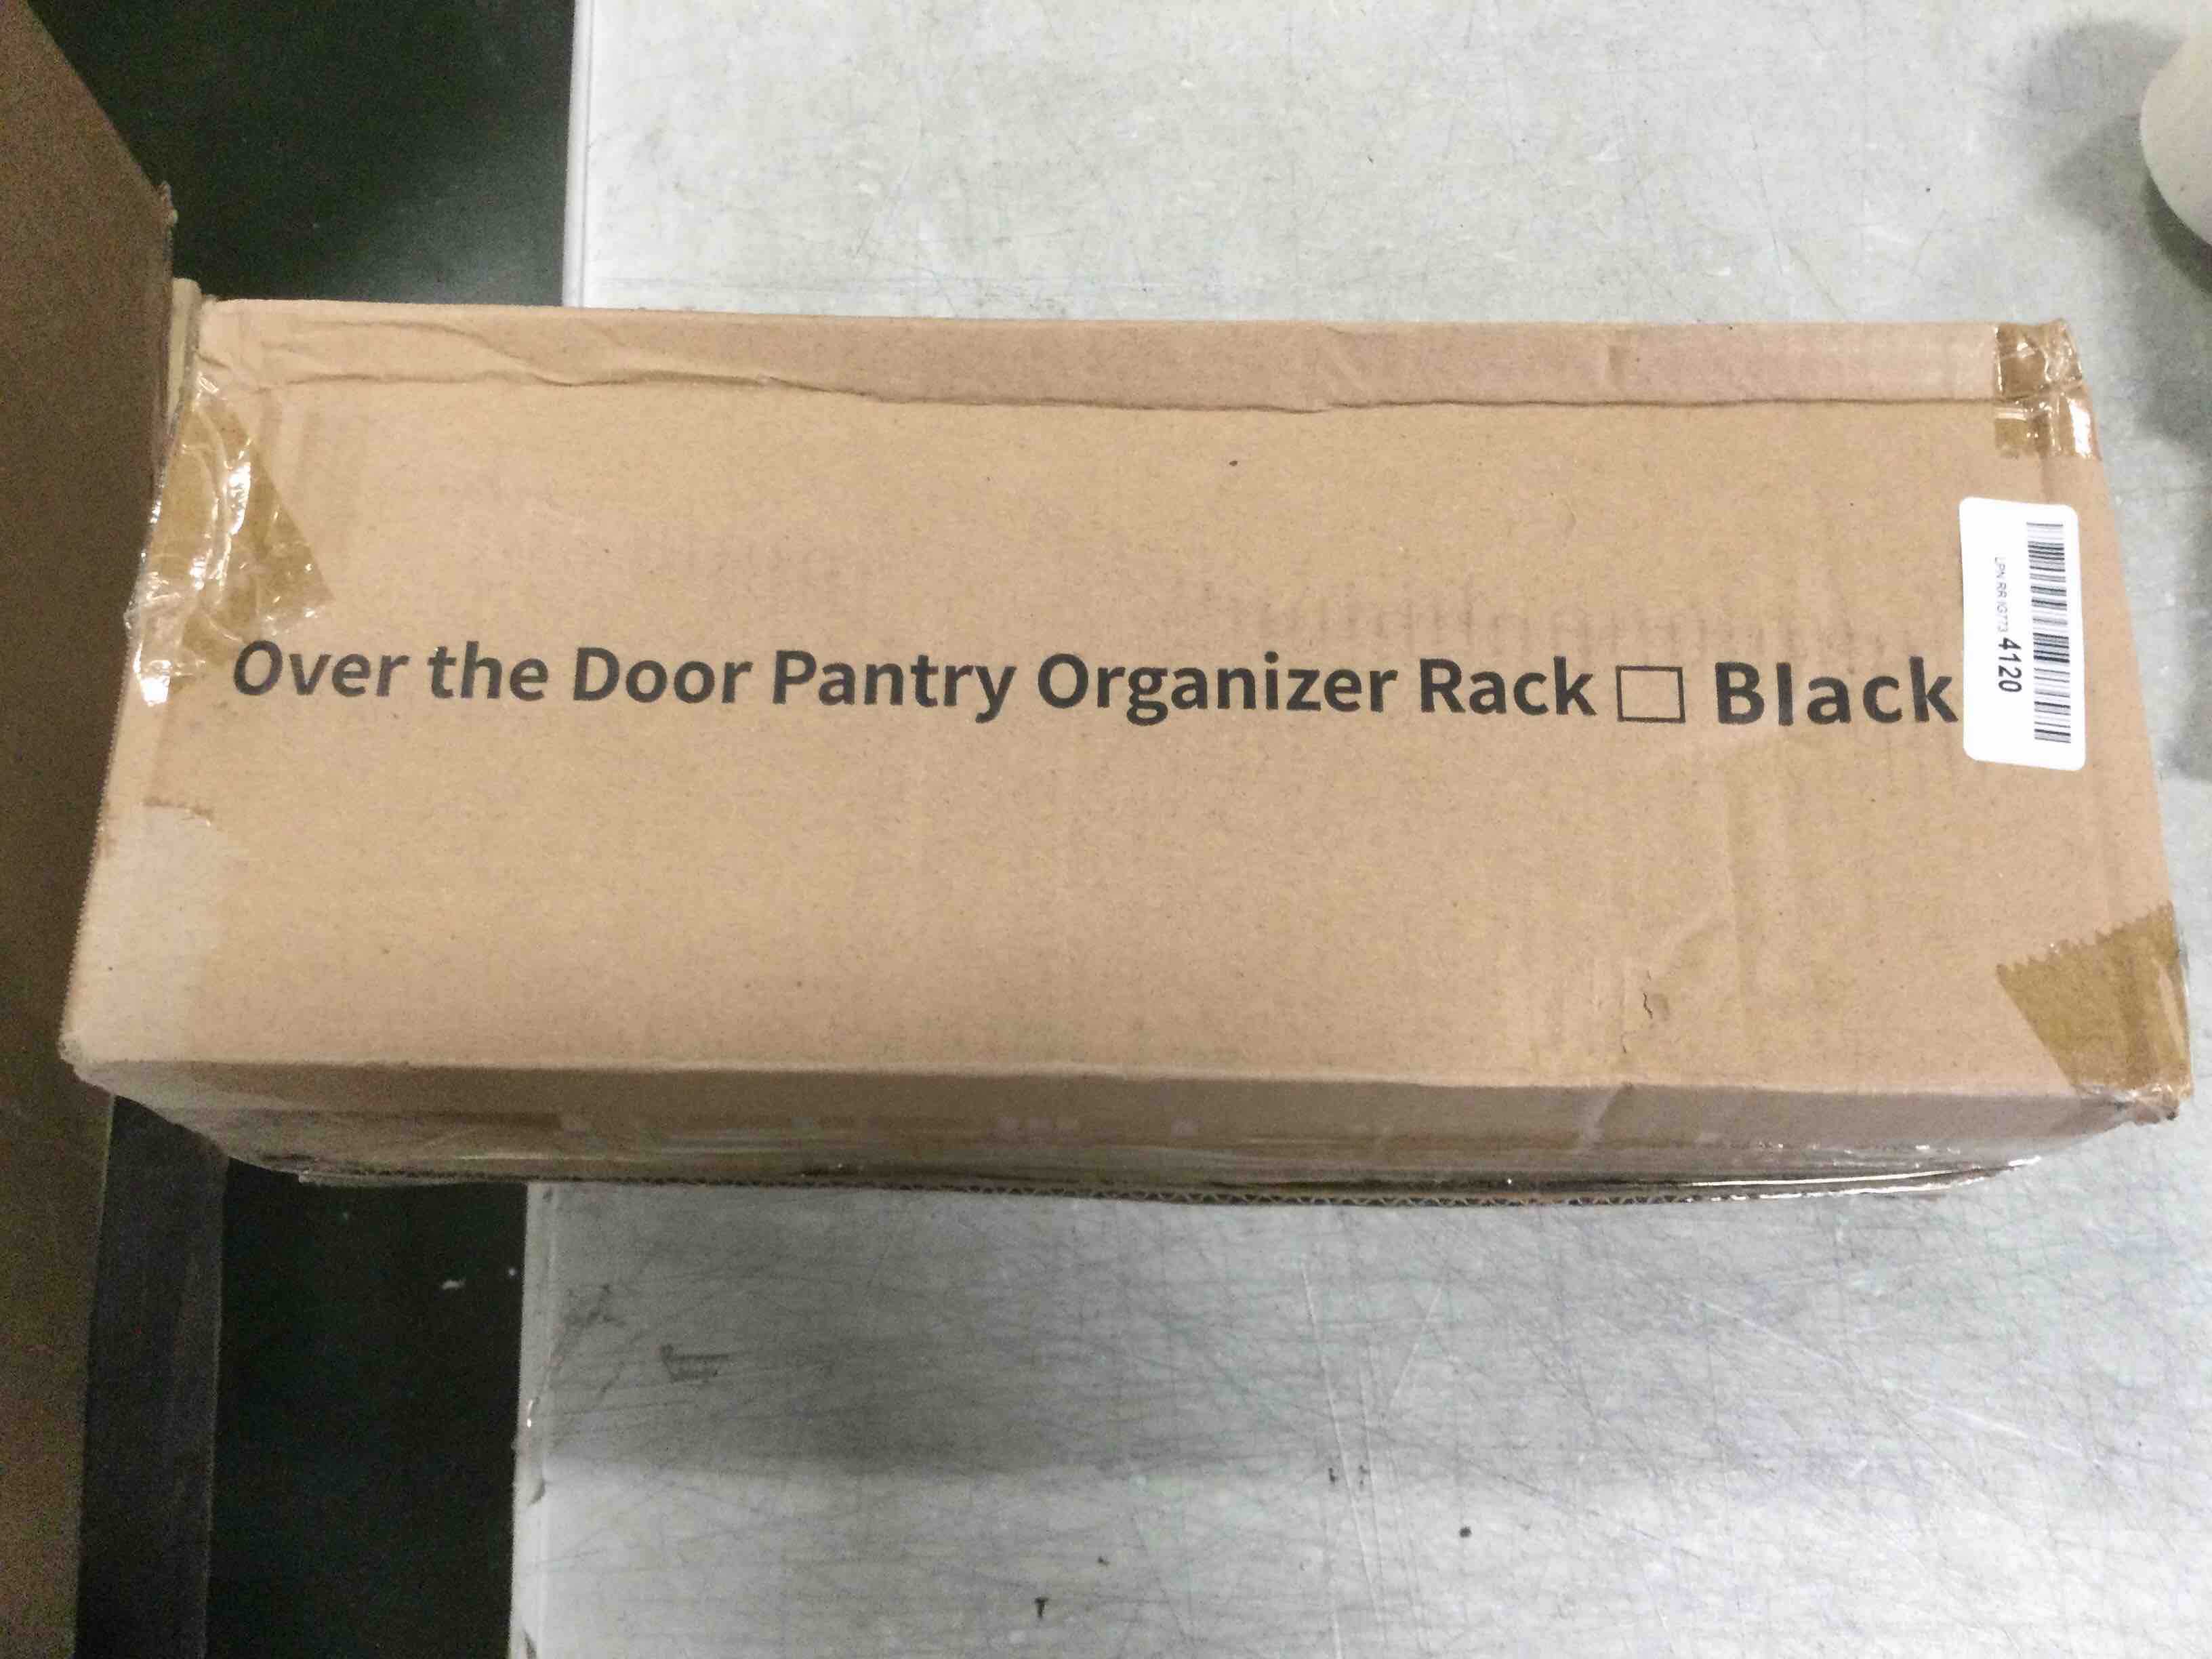 Over the Door Pantry Organizer Rack □ Black
4120